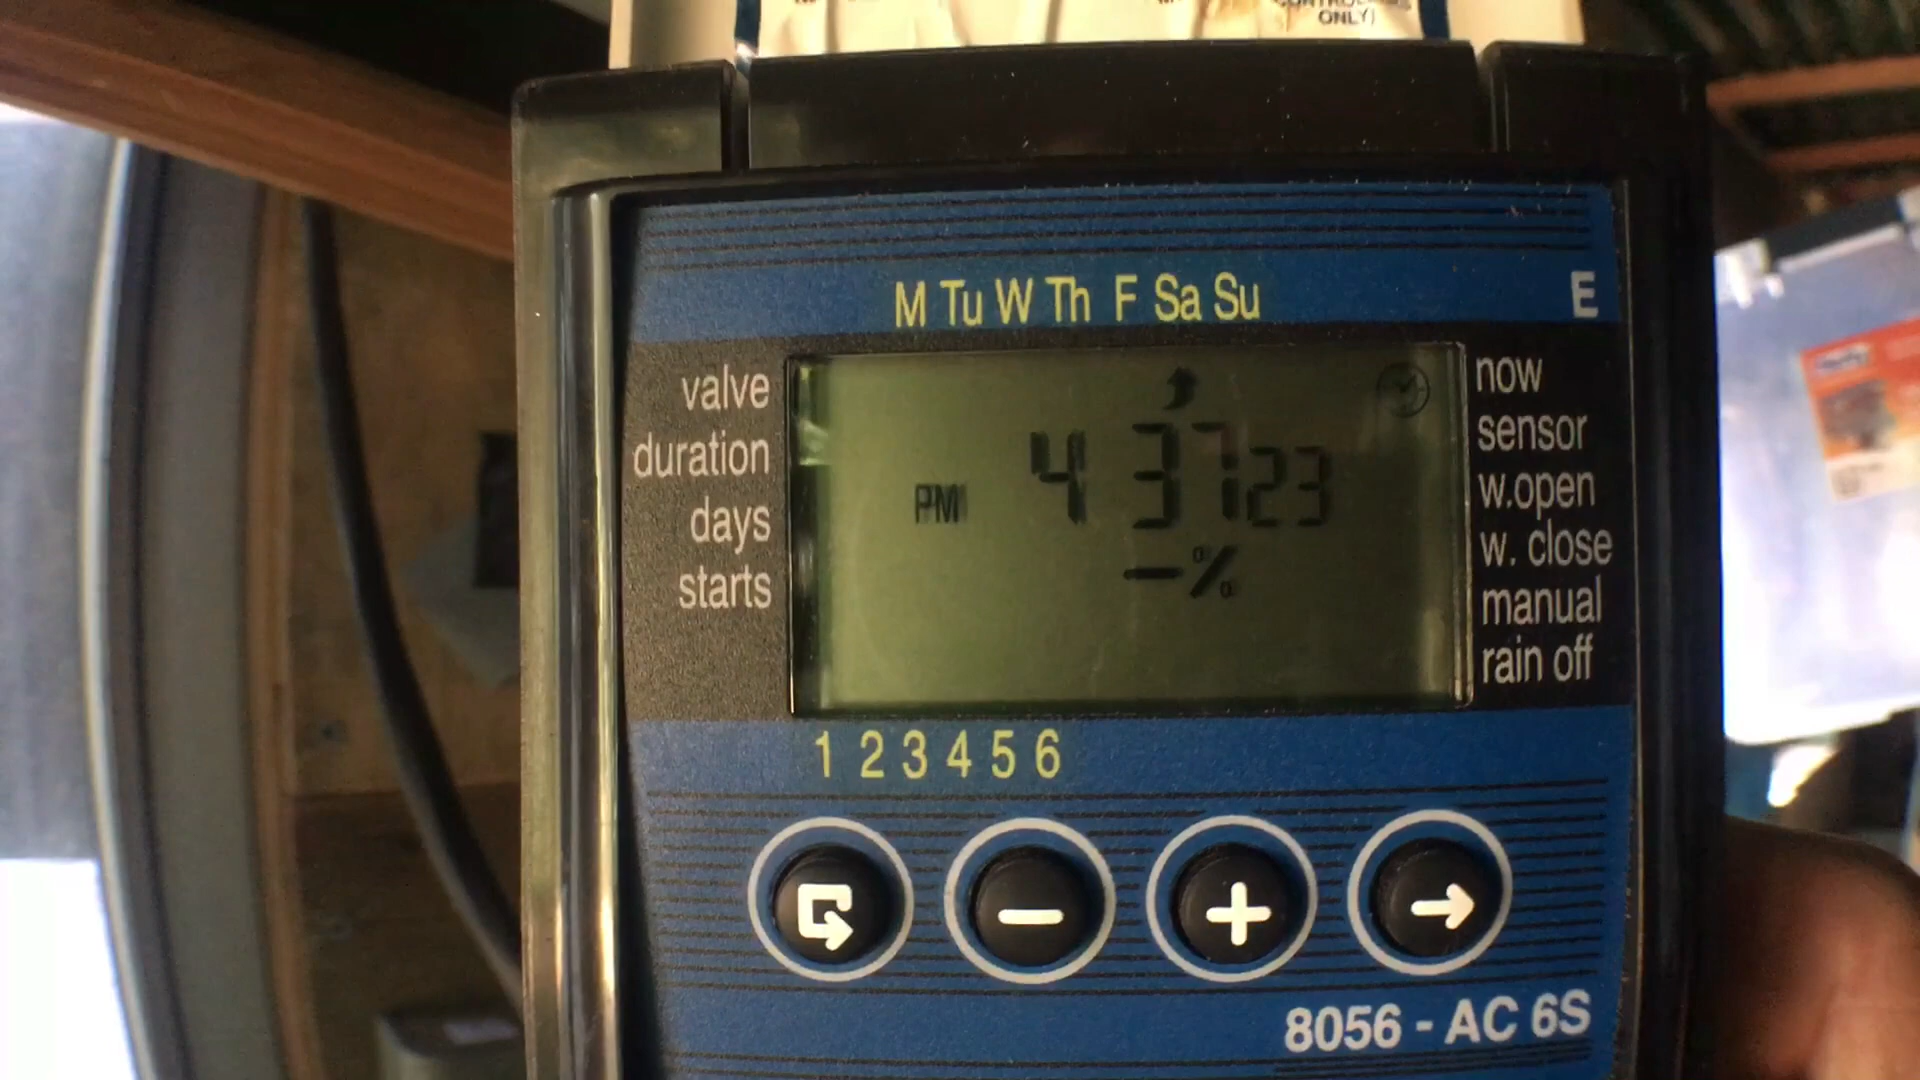 ONLY)
M Tu W Th F Sa Su E
valve
duration
days
starts
PM 4 37 23
-%
now
sensor
w.open
w. close
manual
rain off
1 2 3 4 5 6
8056 - AC 6S